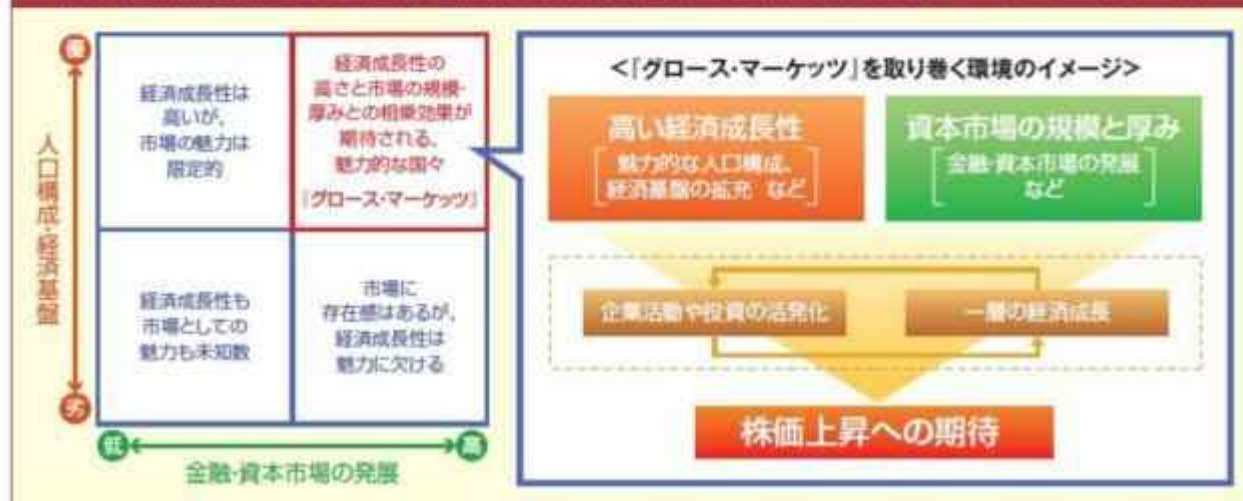 優
人口構成・経済基盤
劣
経済成長性は
高いが、
市場の魅力は
限定的
経済成長性の
高さと市場の規模・
厚みとの相乗効果が
期待される、
魅力的な国々
『グロース・マーケッツ』
経済成長性も
市場としての
魅力も未知数
市場に
存在感はあるが、
経済成長性は
魅力に欠ける
低
高
金融・資本市場の発展
<『グロース・マーケッツ』を取り巻く環境のイメージ>
高い経済成長性
魅力的な人口構成、
経済基盤の拡充 など
資本市場の規模と厚み
金融・資本市場の発展
など
企業活動や投資の活発化
一層の経済成長
株価上昇への期待